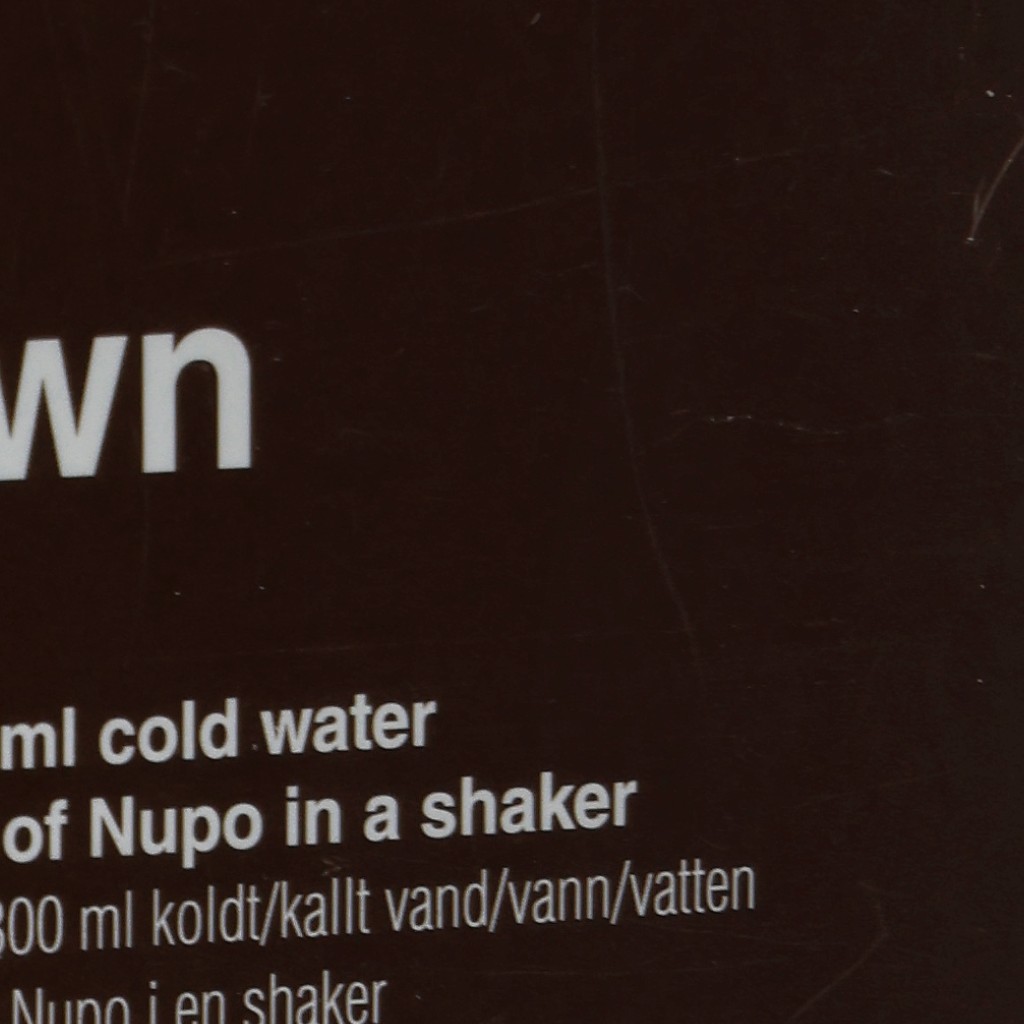 wn
ml cold water
of Nupo in a shaker
300 ml koldt/kallt vand/vann/vatten
Nupo i en shaker